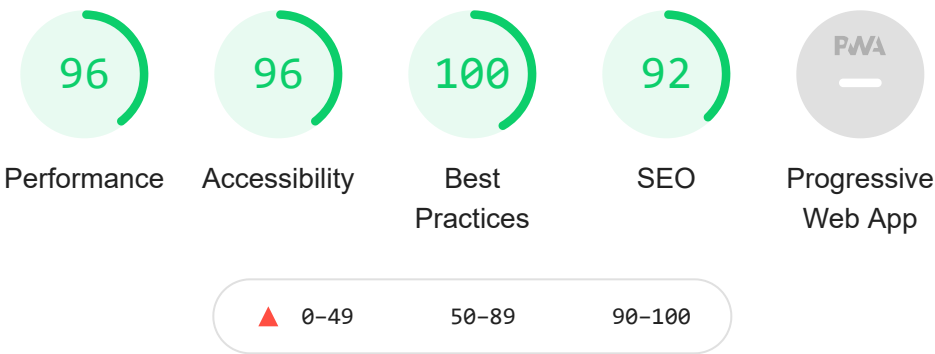 96
96
100
92
PWA
Performance
Accessibility
Best
Practices
SEO
Progressive
Web App
0–49
50–89
90–100